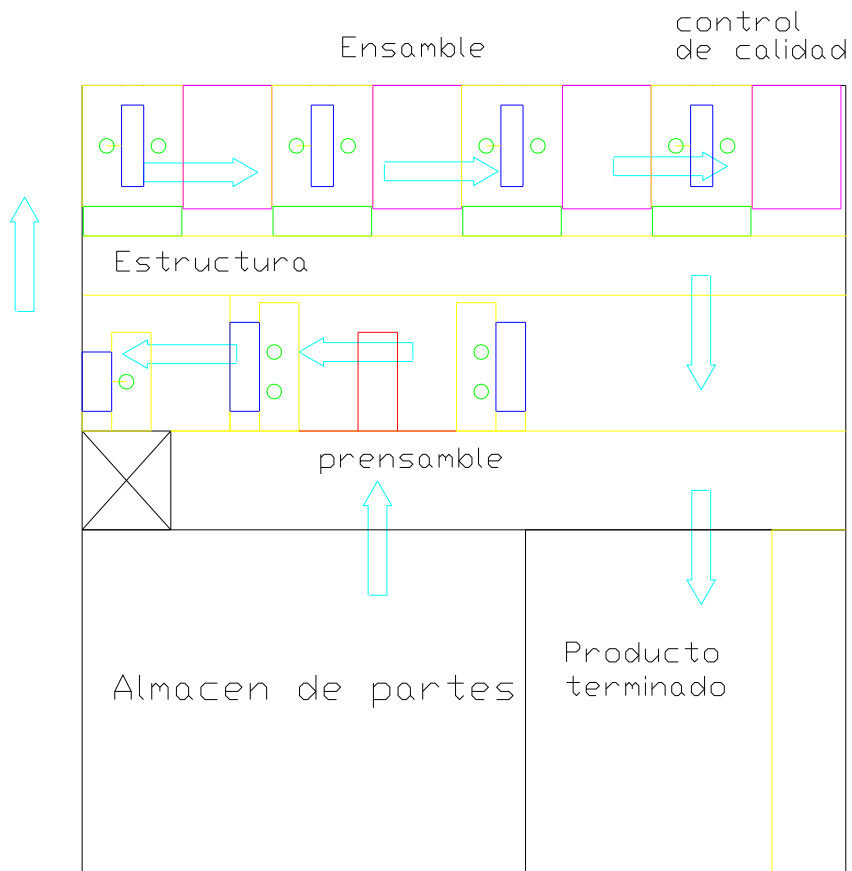 Ensamble
control
de calidad
Estructura
prensamble
Almacen de partes
Producto
terminado